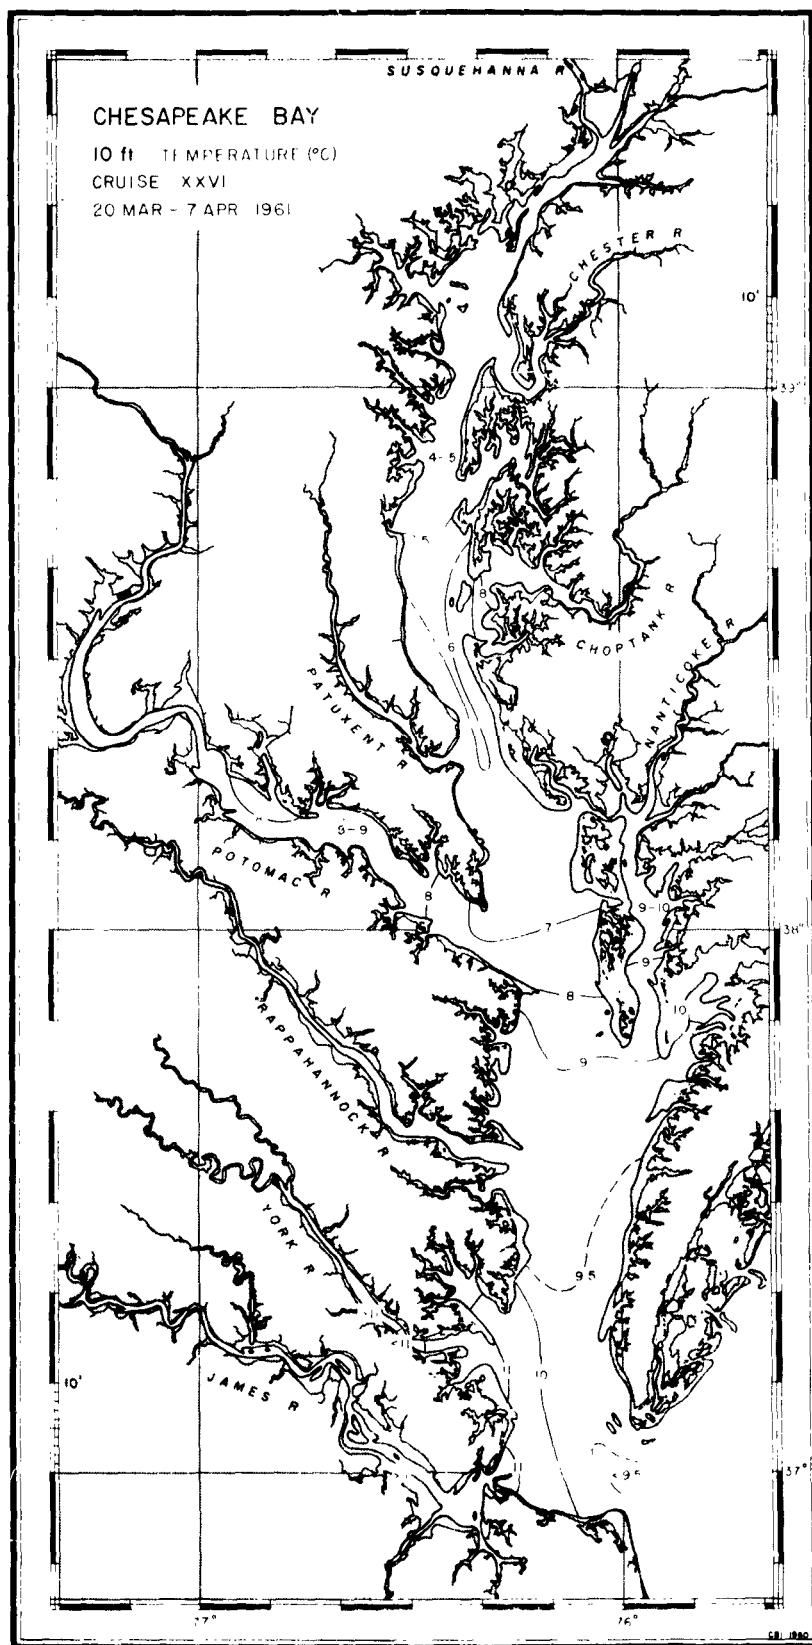 SUSQUEHANNA R
CHESAPEAKE BAY
10 ft TEMPERATURE (°C)
CRUISE XXVI
20 MAR - 7 APR 1961
CHESTER R
10'
39°
4-5
5
8
6
CHOPTANK R
NANTICOKE R
PATUXENT R
8-9
POTOMAC R
8
7
9-10
38°
9
8
10
9
RAPPAHANNOCK R
9.5
YORK R
11
10'
JAMES R
11
9.5
37°
77°
76°